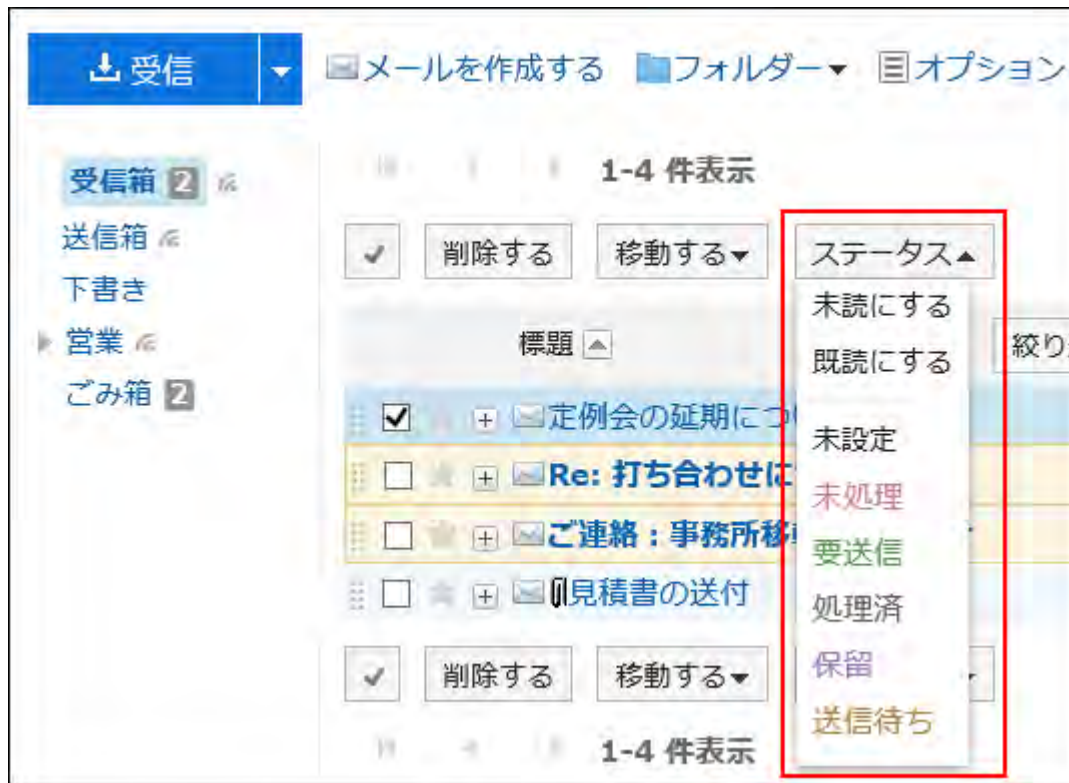 受信 メールを作成する フォルダー オプション
1-4 件表示
受信箱 2
送信箱
下書き
営業
ごみ箱 2
削除する 移動する ステータス
未読にする
既読にする
未設定
未処理
要送信
処理済
保留
送信待ち
標題 絞り
定例会の延期につ
Re: 打ち合わせに
ご連絡：事務所移
見積書の送付
削除する 移動する
1-4 件表示